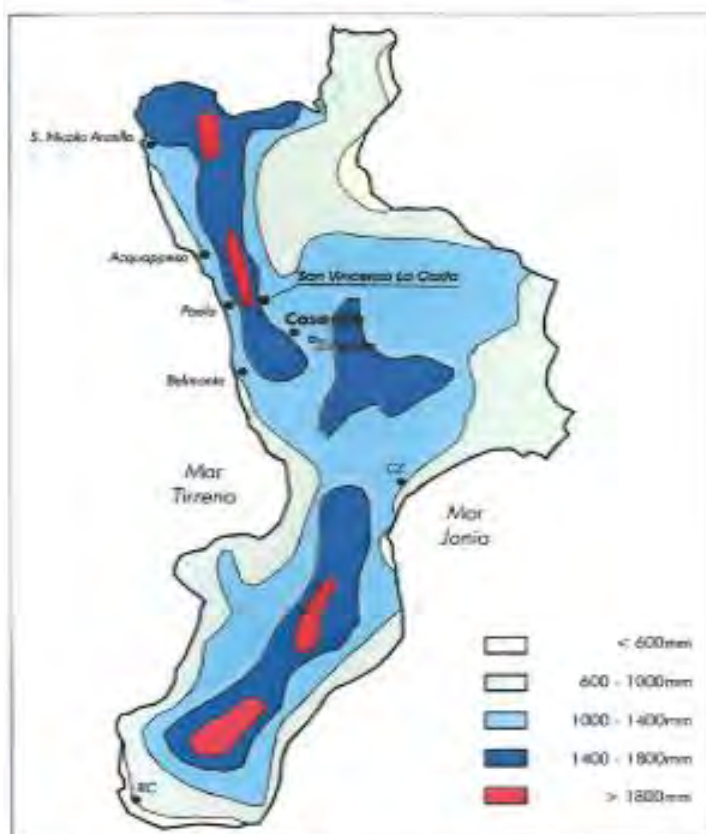 S. Nicola Arcella
Acquappesa
San Vincenzo La Costa
Paola
Cosenza
Belmonte
CZ
Mar
Tirreno
Mar
Jonio
< 600mm
600 - 1000mm
1000 - 1400mm
1400 - 1800mm
> 1800mm
RC